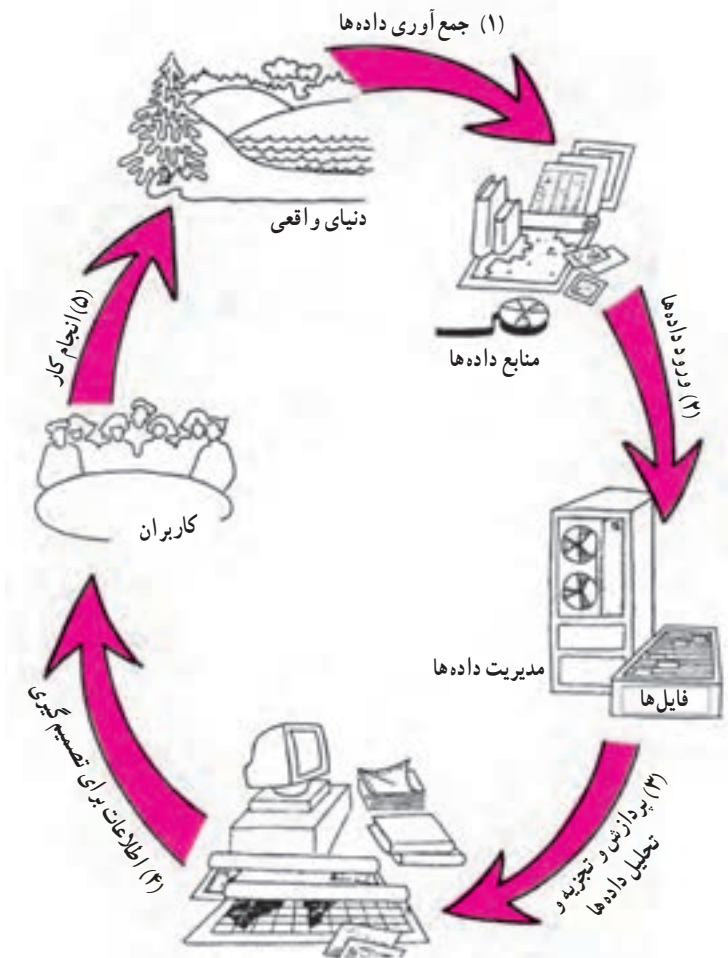 (۱) جمع آوری داده‌ها
دنیای واقعی
منابع داده‌ها
(۲) ورود داده‌ها
مدیریت داده‌ها
فایل‌ها
(۳) پردازش و تجزیه و
تحلیل داده‌ها
(۴) اطلاعات برای تصمیم گیری
کاربران
(۵) انجام کار